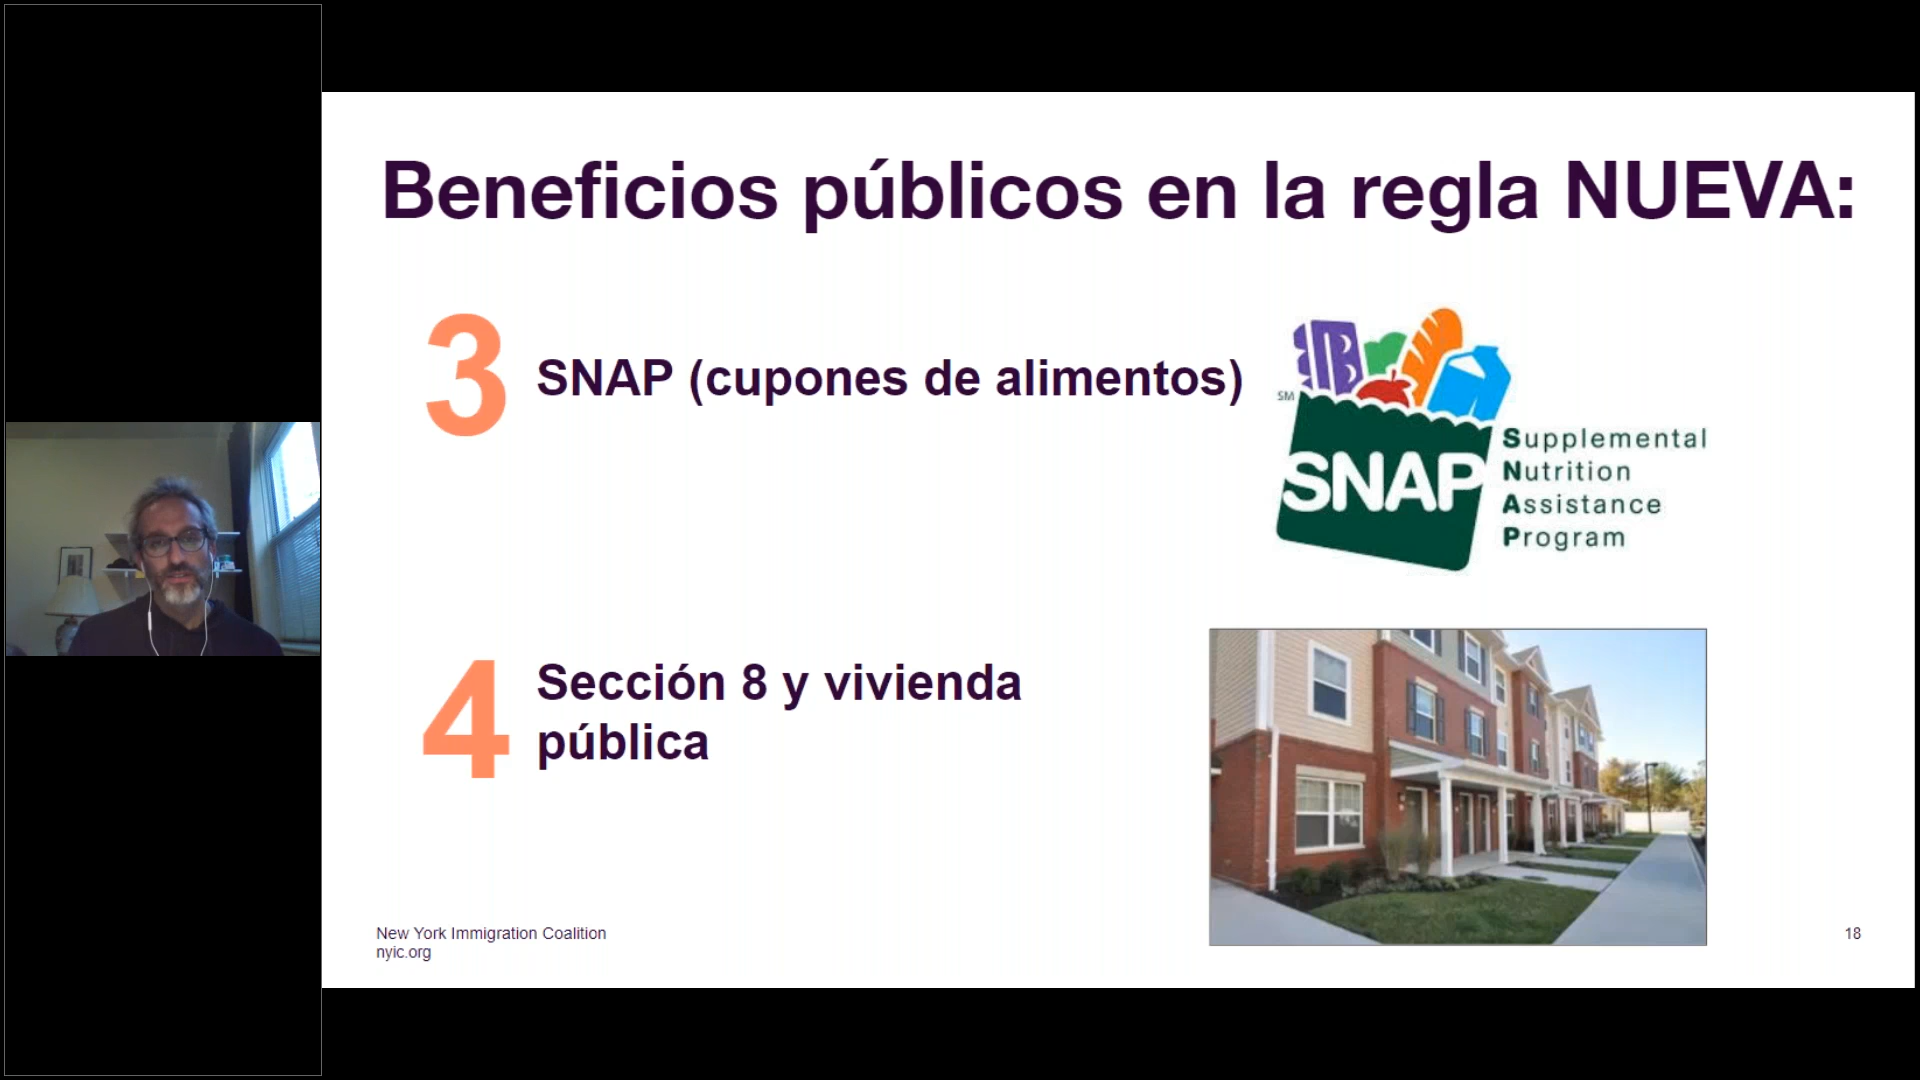 Beneficios públicos en la regla NUEVA:
3
SNAP (cupones de alimentos)
SM
SNAP
Supplemental
Nutrition
Assistance
Program
4
Sección 8 y vivienda
pública
New York Immigration Coalition
nyic.org
18